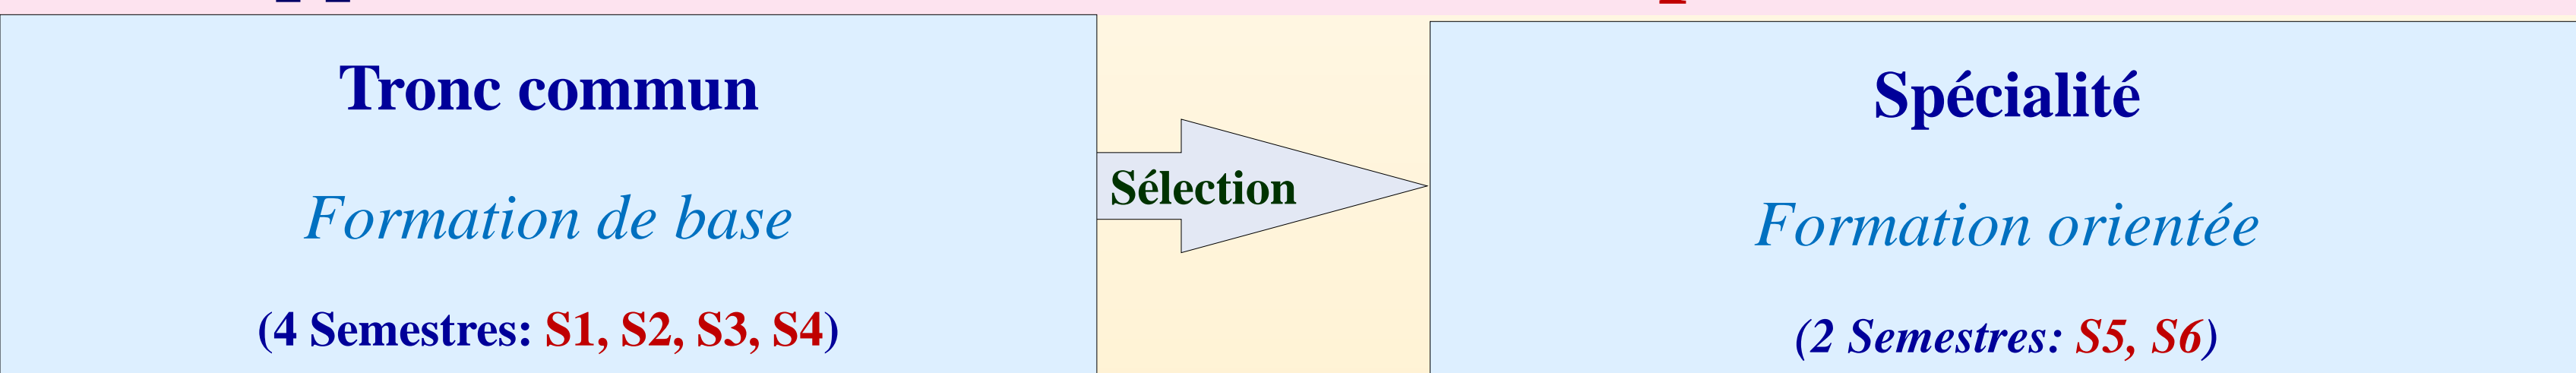 Tronc commun
Formation de base
(4 Semestres: S1, S2, S3, S4)
Sélection
Spécialité
Formation orientée
(2 Semestres: S5, S6)